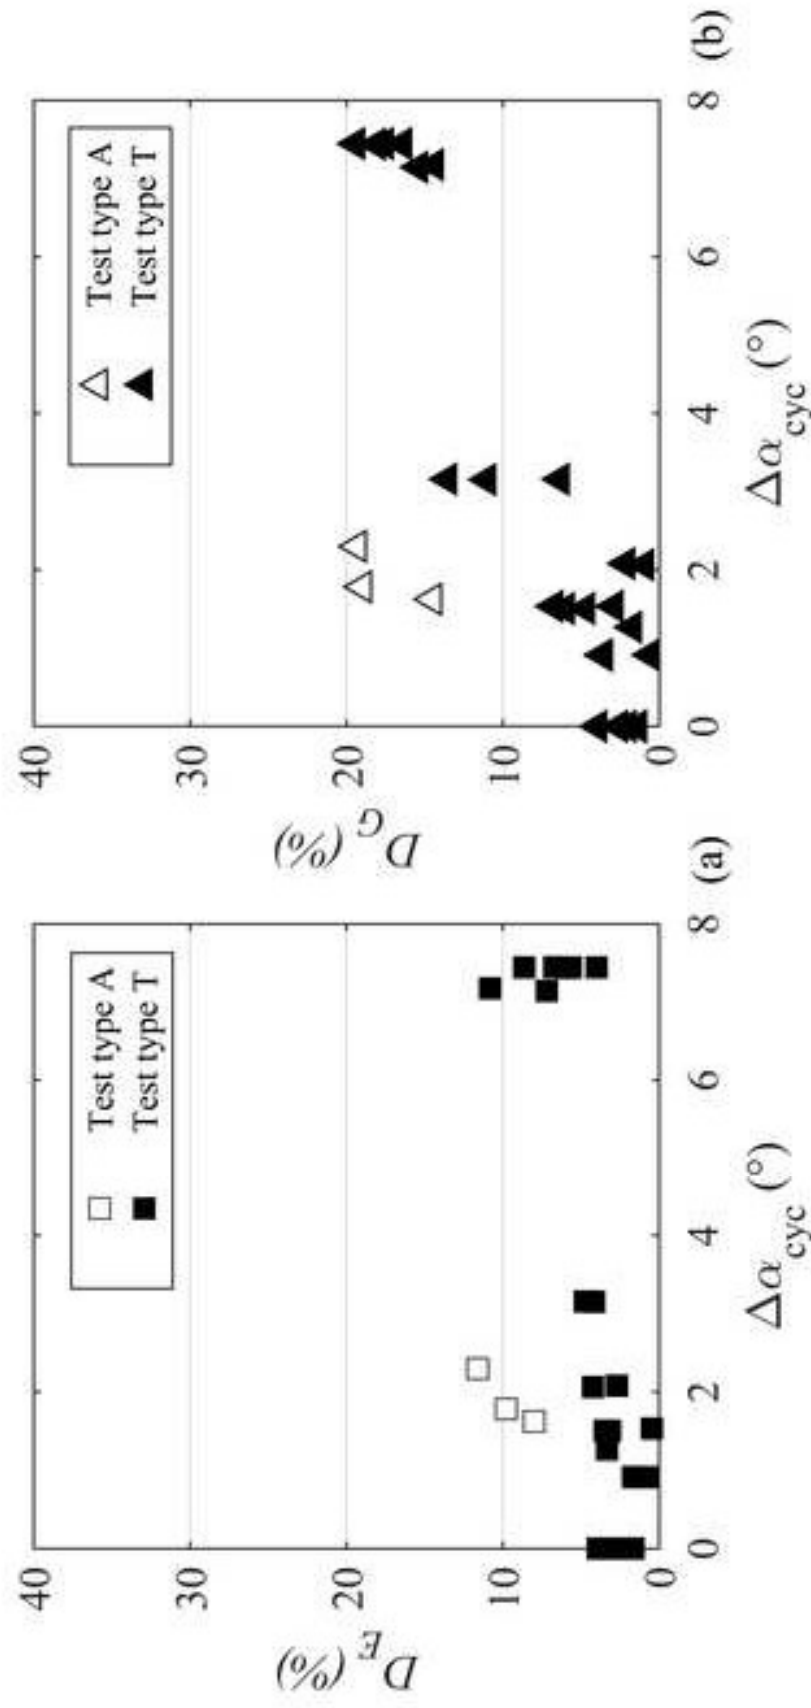 40
30
20
10
0
D_E (%)
0
2
4
6
8
Δα_cyc (°)
(a)
□ Test type A
■ Test type T
40
30
20
10
0
D_G (%)
0
2
4
6
8
Δα_cyc (°)
(b)
△ Test type A
▲ Test type T